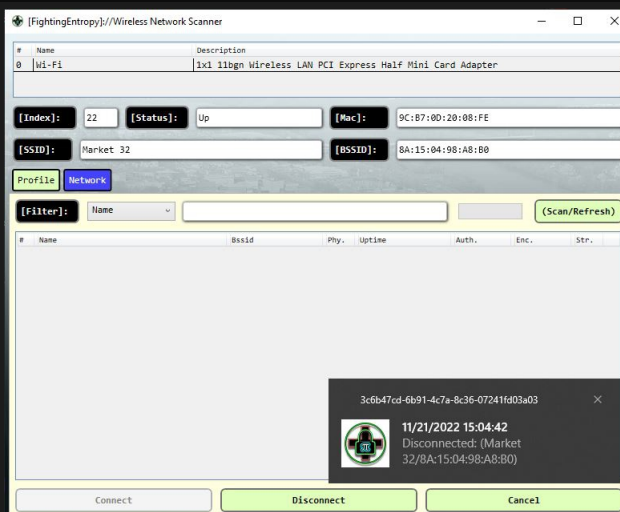 [FightingEntropy]://Wireless Network Scanner
# Name Description
0 Wi-Fi 1x1 11bgn Wireless LAN PCI Express Half Mini Card Adapter
[Index]: 22 [Status]: Up [Mac]: 9C:B7:0D:20:08:FE
[SSID]: Market 32 [BSSID]: 8A:15:04:98:A8:B0
Profile Network
[Filter]: Name (Scan/Refresh)
# Name Bssid Phy. Uptime Auth. Enc. Str.
3c6b47cd-6b91-4c7a-8c36-07241fd03a03
11/21/2022 15:04:42
Disconnected: (Market
32/8A:15:04:98:A8:B0)
Connect Disconnect Cancel